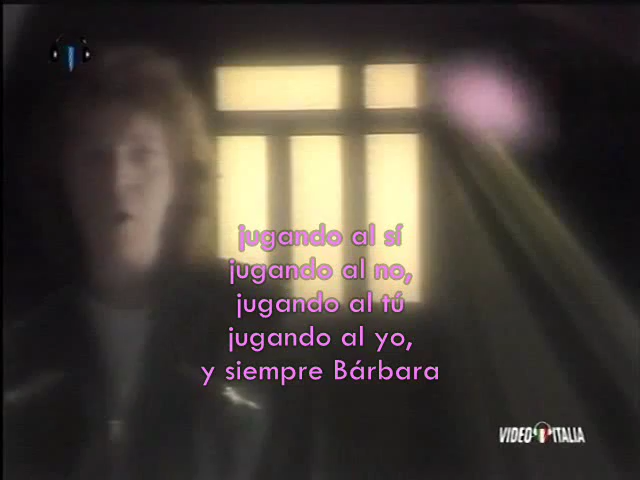 jugando al sí
jugando al no,
jugando al tú
jugando al yo,
y siempre Bárbara
VIDEO ITALIA